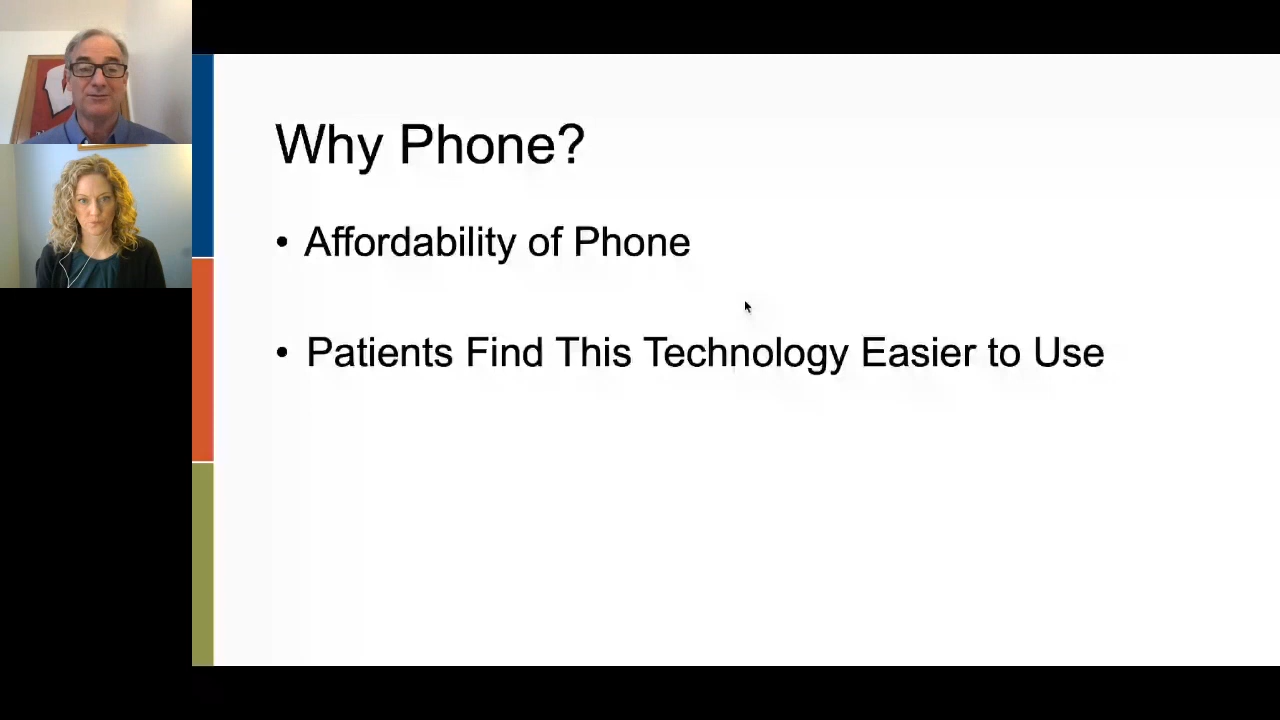 Why Phone?
• Affordability of Phone
• Patients Find This Technology Easier to Use